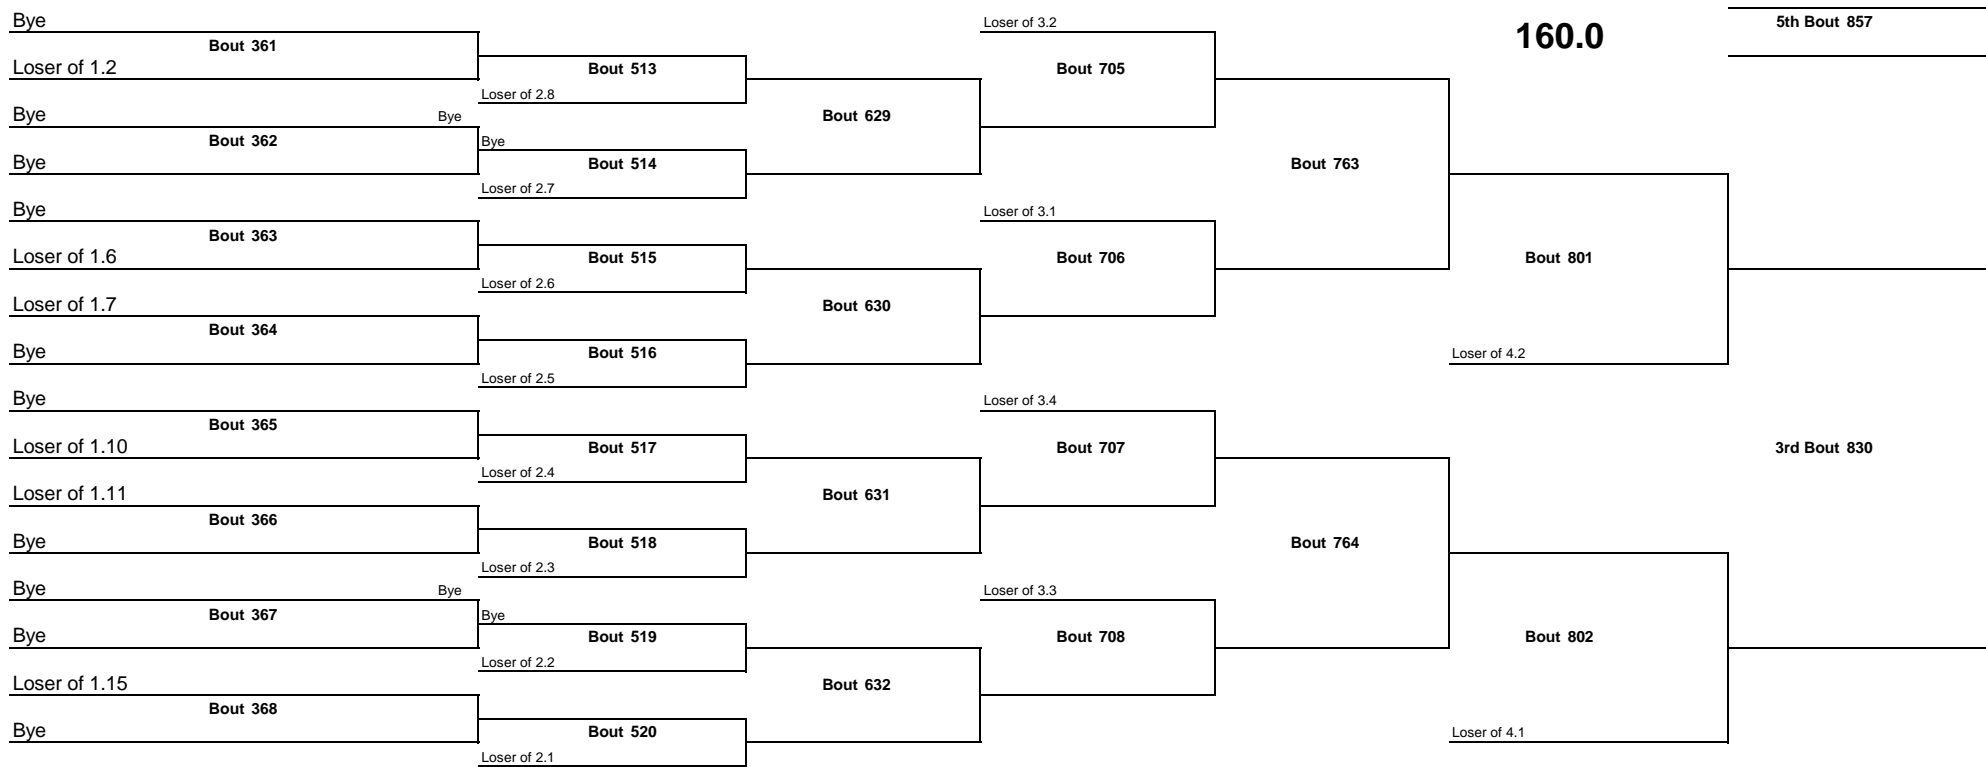 Bye
Loser of 3.2
160.0
5th Bout 857
Bout 361
Loser of 1.2
Bout 513
Bout 705
Loser of 2.8
Bye
Bye
Bout 629
Bout 362
Bye
Bye
Bout 514
Bout 763
Loser of 2.7
Bye
Loser of 3.1
Bout 363
Loser of 1.6
Bout 515
Bout 706
Bout 801
Loser of 2.6
Loser of 1.7
Bout 630
Bout 364
Bye
Bout 516
Loser of 4.2
Loser of 2.5
Bye
Loser of 3.4
Bout 365
Loser of 1.10
Bout 517
Bout 707
3rd Bout 830
Loser of 2.4
Loser of 1.11
Bout 631
Bout 366
Bye
Bout 518
Bout 764
Loser of 2.3
Bye
Bye
Loser of 3.3
Bout 367
Bye
Bye
Bout 519
Bout 708
Bout 802
Loser of 2.2
Loser of 1.15
Bout 632
Bout 368
Bye
Bout 520
Loser of 4.1
Loser of 2.1